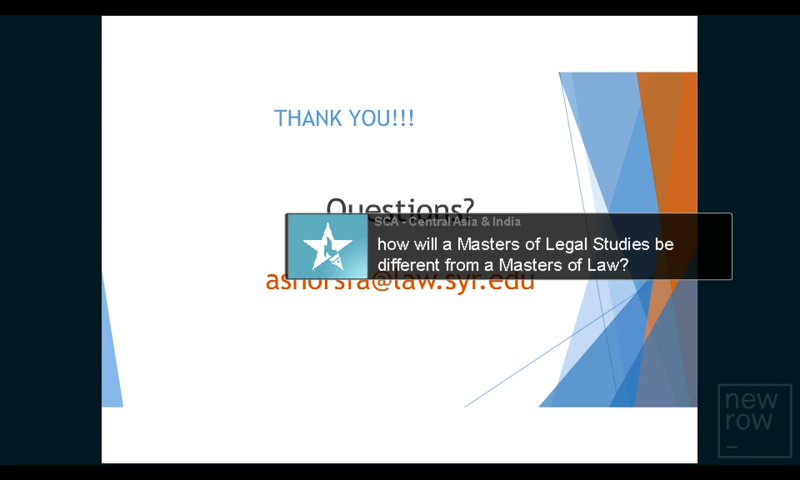 THANK YOU!!!
Questions?
SCA - Central Asia & India
how will a Masters of Legal Studies be
different from a Masters of Law?
ashorsfa@law.syr.edu
new
row